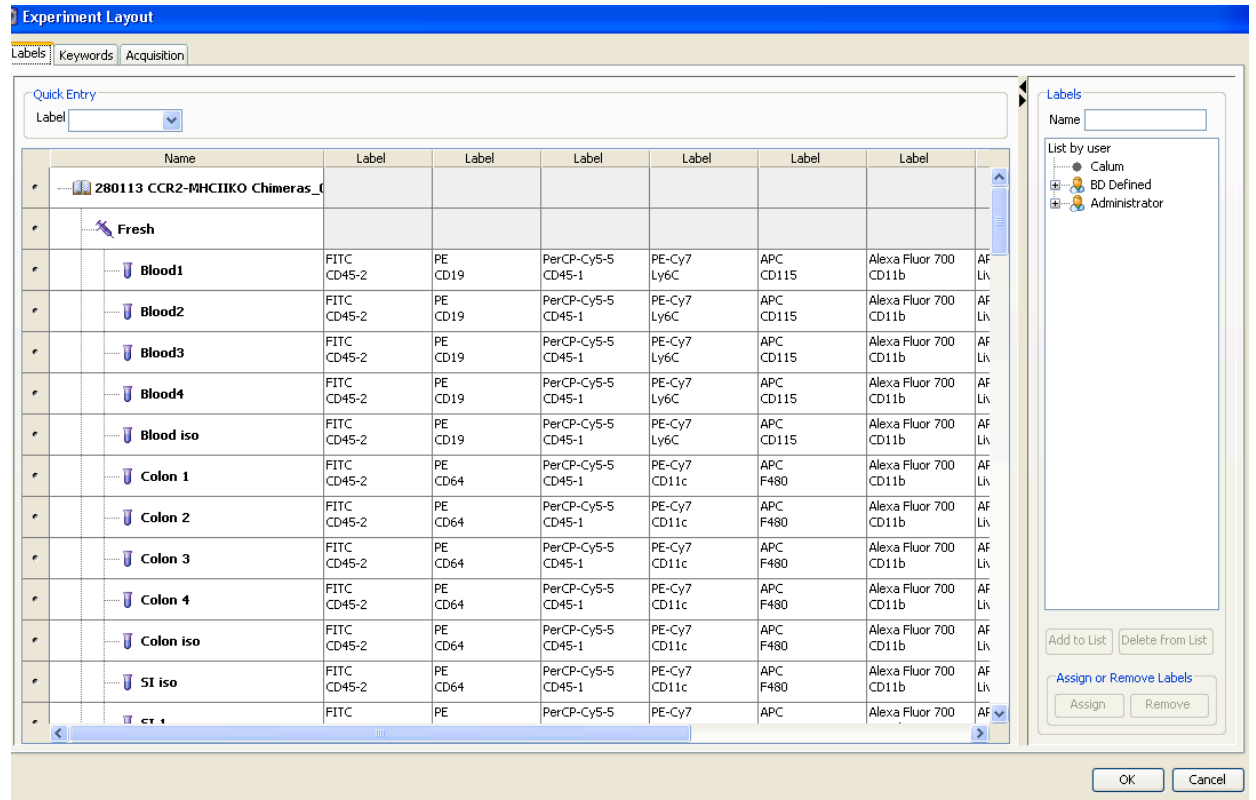 Experiment Layout
Labels Keywords Acquisition
Quick Entry
Label
Name Label Label Label Label Label Label
280113 CCR2-MHCIIKO Chimeras_
Fresh
Blood1 FITC PE PerCP-Cy5-5 PE-Cy7 APC Alexa Fluor 700
CD45-2 CD19 CD45-1 Ly6C CD115 CD11b
Blood2 FITC PE PerCP-Cy5-5 PE-Cy7 APC Alexa Fluor 700
CD45-2 CD19 CD45-1 Ly6C CD115 CD11b
Blood3 FITC PE PerCP-Cy5-5 PE-Cy7 APC Alexa Fluor 700
CD45-2 CD19 CD45-1 Ly6C CD115 CD11b
Blood4 FITC PE PerCP-Cy5-5 PE-Cy7 APC Alexa Fluor 700
CD45-2 CD19 CD45-1 Ly6C CD115 CD11b
Blood iso FITC PE PerCP-Cy5-5 PE-Cy7 APC Alexa Fluor 700
CD45-2 CD19 CD45-1 Ly6C CD115 CD11b
Colon 1 FITC PE PerCP-Cy5-5 PE-Cy7 APC Alexa Fluor 700
CD45-2 CD64 CD45-1 CD11c F480 CD11b
Colon 2 FITC PE PerCP-Cy5-5 PE-Cy7 APC Alexa Fluor 700
CD45-2 CD64 CD45-1 CD11c F480 CD11b
Colon 3 FITC PE PerCP-Cy5-5 PE-Cy7 APC Alexa Fluor 700
CD45-2 CD64 CD45-1 CD11c F480 CD11b
Colon 4 FITC PE PerCP-Cy5-5 PE-Cy7 APC Alexa Fluor 700
CD45-2 CD64 CD45-1 CD11c F480 CD11b
Colon iso FITC PE PerCP-Cy5-5 PE-Cy7 APC Alexa Fluor 700
CD45-2 CD64 CD45-1 CD11c F480 CD11b
SI iso FITC PE PerCP-Cy5-5 PE-Cy7 APC Alexa Fluor 700
CD45-2 CD64 CD45-1 CD11c F480 CD11b
SI 1 FITC PE PerCP-Cy5-5 PE-Cy7 APC Alexa Fluor 700
Labels
Name
List by user
Calum
BD Defined
Administrator
Add to List Delete from List
Assign or Remove Labels
Assign Remove
OK Cancel